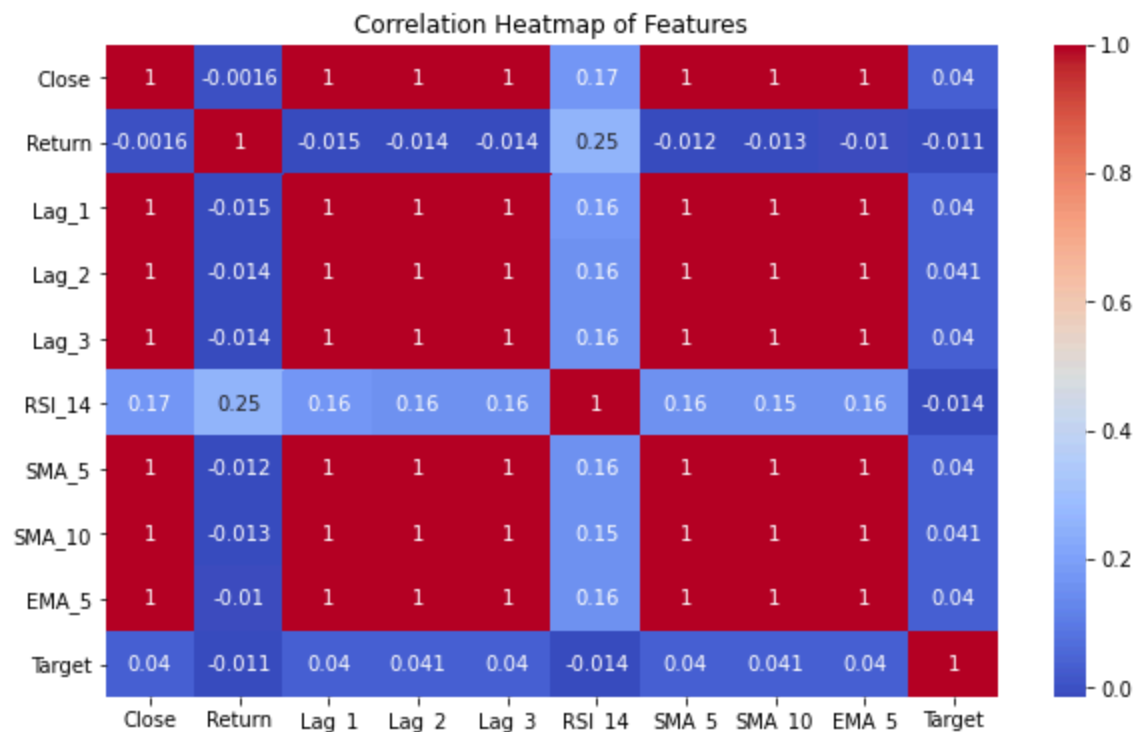 Correlation Heatmap of Features
Close 1 -0.0016 1 1 1 0.17 1 1 1 0.04
Return -0.0016 1 -0.015 -0.014 -0.014 0.25 -0.012 -0.013 -0.01 -0.011
Lag_1 1 -0.015 1 1 1 0.16 1 1 1 0.04
Lag_2 1 -0.014 1 1 1 0.16 1 1 1 0.041
Lag_3 1 -0.014 1 1 1 0.16 1 1 1 0.04
RSI_14 0.17 0.25 0.16 0.16 0.16 1 0.16 0.15 0.16 -0.014
SMA_5 1 -0.012 1 1 1 0.16 1 1 1 0.04
SMA_10 1 -0.013 1 1 1 0.15 1 1 1 0.041
EMA_5 1 -0.01 1 1 1 0.16 1 1 1 0.04
Target 0.04 -0.011 0.04 0.041 0.04 -0.014 0.04 0.041 0.04 1
Close Return Lag_1 Lag_2 Lag_3 RSI_14 SMA_5 SMA_10 EMA_5 Target
1.0
0.8
0.6
0.4
0.2
0.0